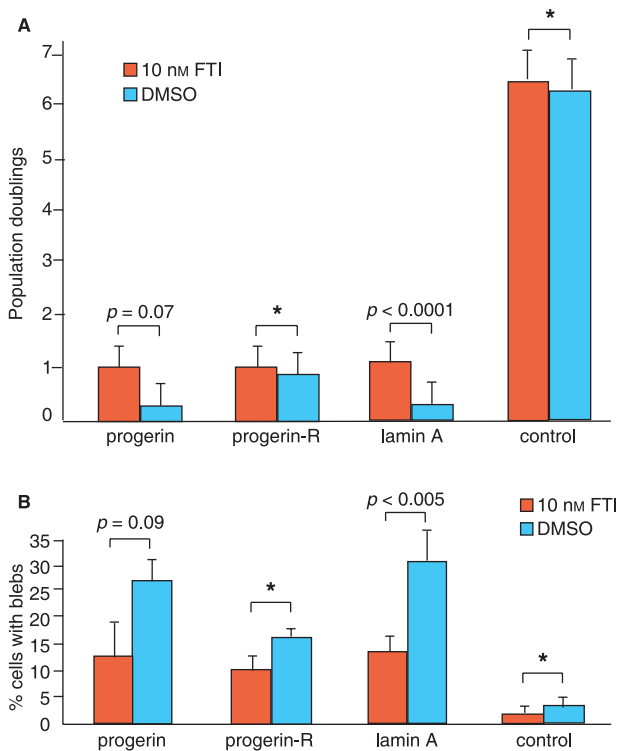 A
*
7
10 nM FTI
DMSO
6
5
4
3
2
1
0
Population doublings
p = 0.07
*
p < 0.0001
progerin
progerin-R
lamin A
control
B
10 nM FTI
DMSO
p = 0.09
*
p < 0.005
*
35
30
25
20
15
10
5
0
% cells with blebs
progerin
progerin-R
lamin A
control